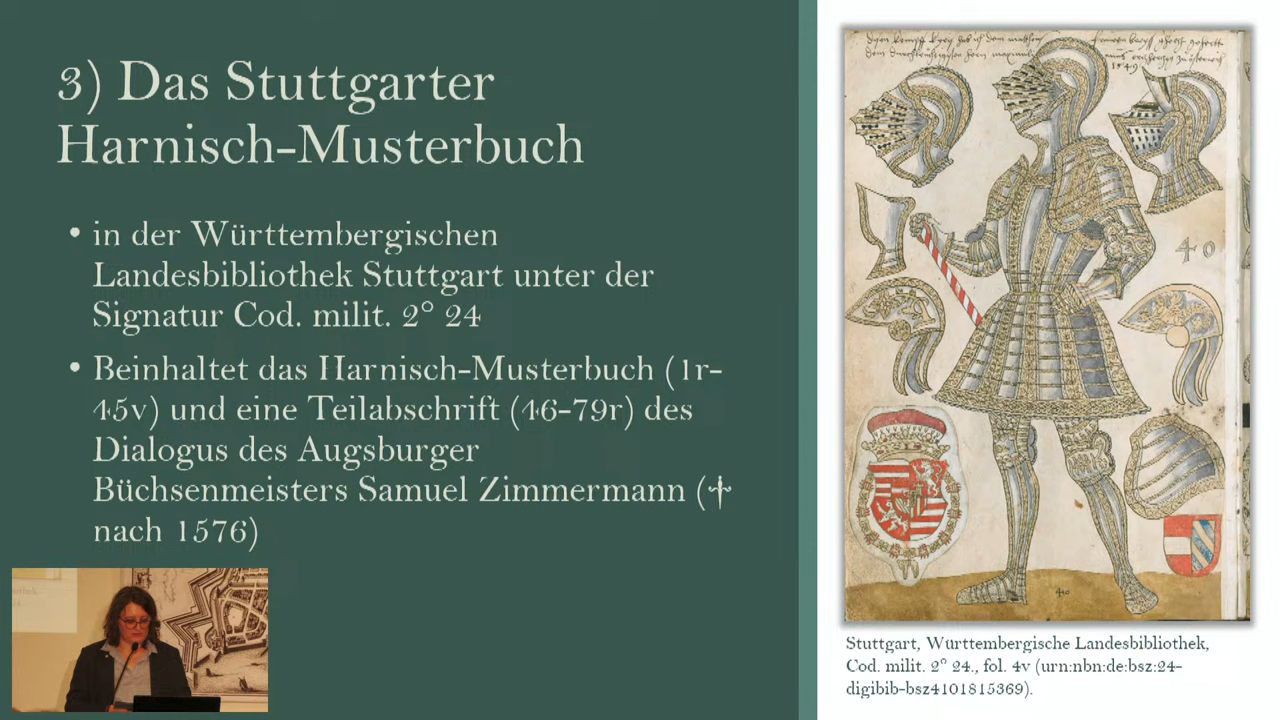 3) Das Stuttgarter
Harnisch-Musterbuch
• in der Württembergischen
Landesbibliothek Stuttgart unter der
Signatur Cod. milit. 2° 24
• Beinhaltet das Harnisch-Musterbuch (1r-
45v) und eine Teilabschrift (46-79r) des
Dialogus des Augsburger
Büchsenmeisters Samuel Zimmermann (†
nach 1576)
1549
40
Stuttgart, Württembergische Landesbibliothek,
Cod. milit. 2° 24., fol. 4v (urn:nbn:de:bsz:24-
digibib-bsz4101815369).